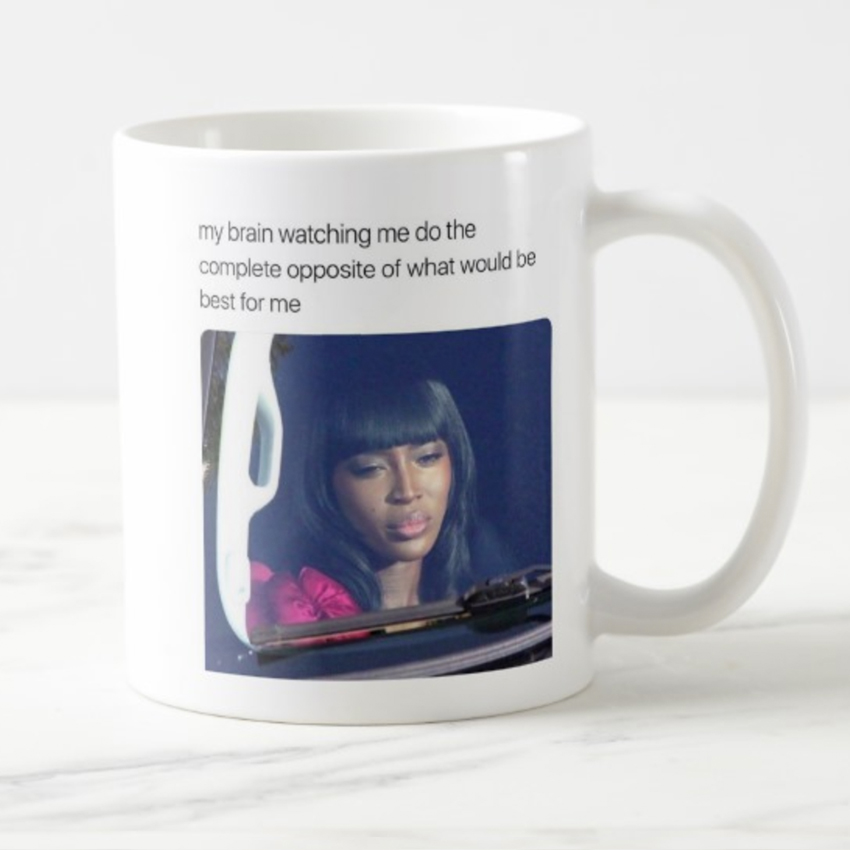 my brain watching me do the
complete opposite of what would be
best for me